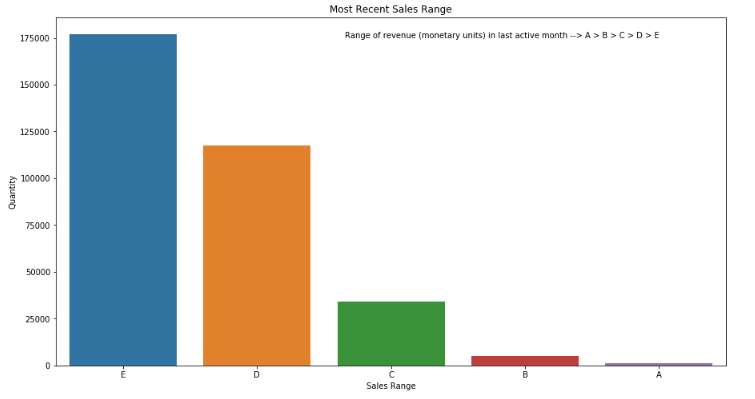 Most Recent Sales Range
Range of revenue (monetary units) in last active month --> A > B > C > D > E
175000
150000
125000
100000
75000
50000
25000
0
Quantity
E D C B A
Sales Range